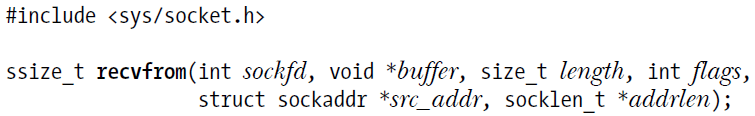 #include <sys/socket.h>
ssize_t recvfrom(int sockfd, void *buffer, size_t length, int flags,
struct sockaddr *src_addr, socklen_t *addrlen);